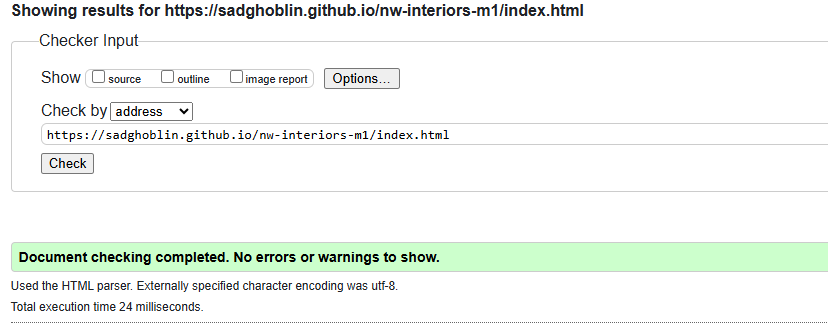 Showing results for https://sadghoblin.github.io/nw-interiors-m1/index.html
Checker Input
Show source outline image report Options...
Check by address
https://sadghoblin.github.io/nw-interiors-m1/index.html
Check
Document checking completed. No errors or warnings to show.
Used the HTML parser. Externally specified character encoding was utf-8.
Total execution time 24 milliseconds.